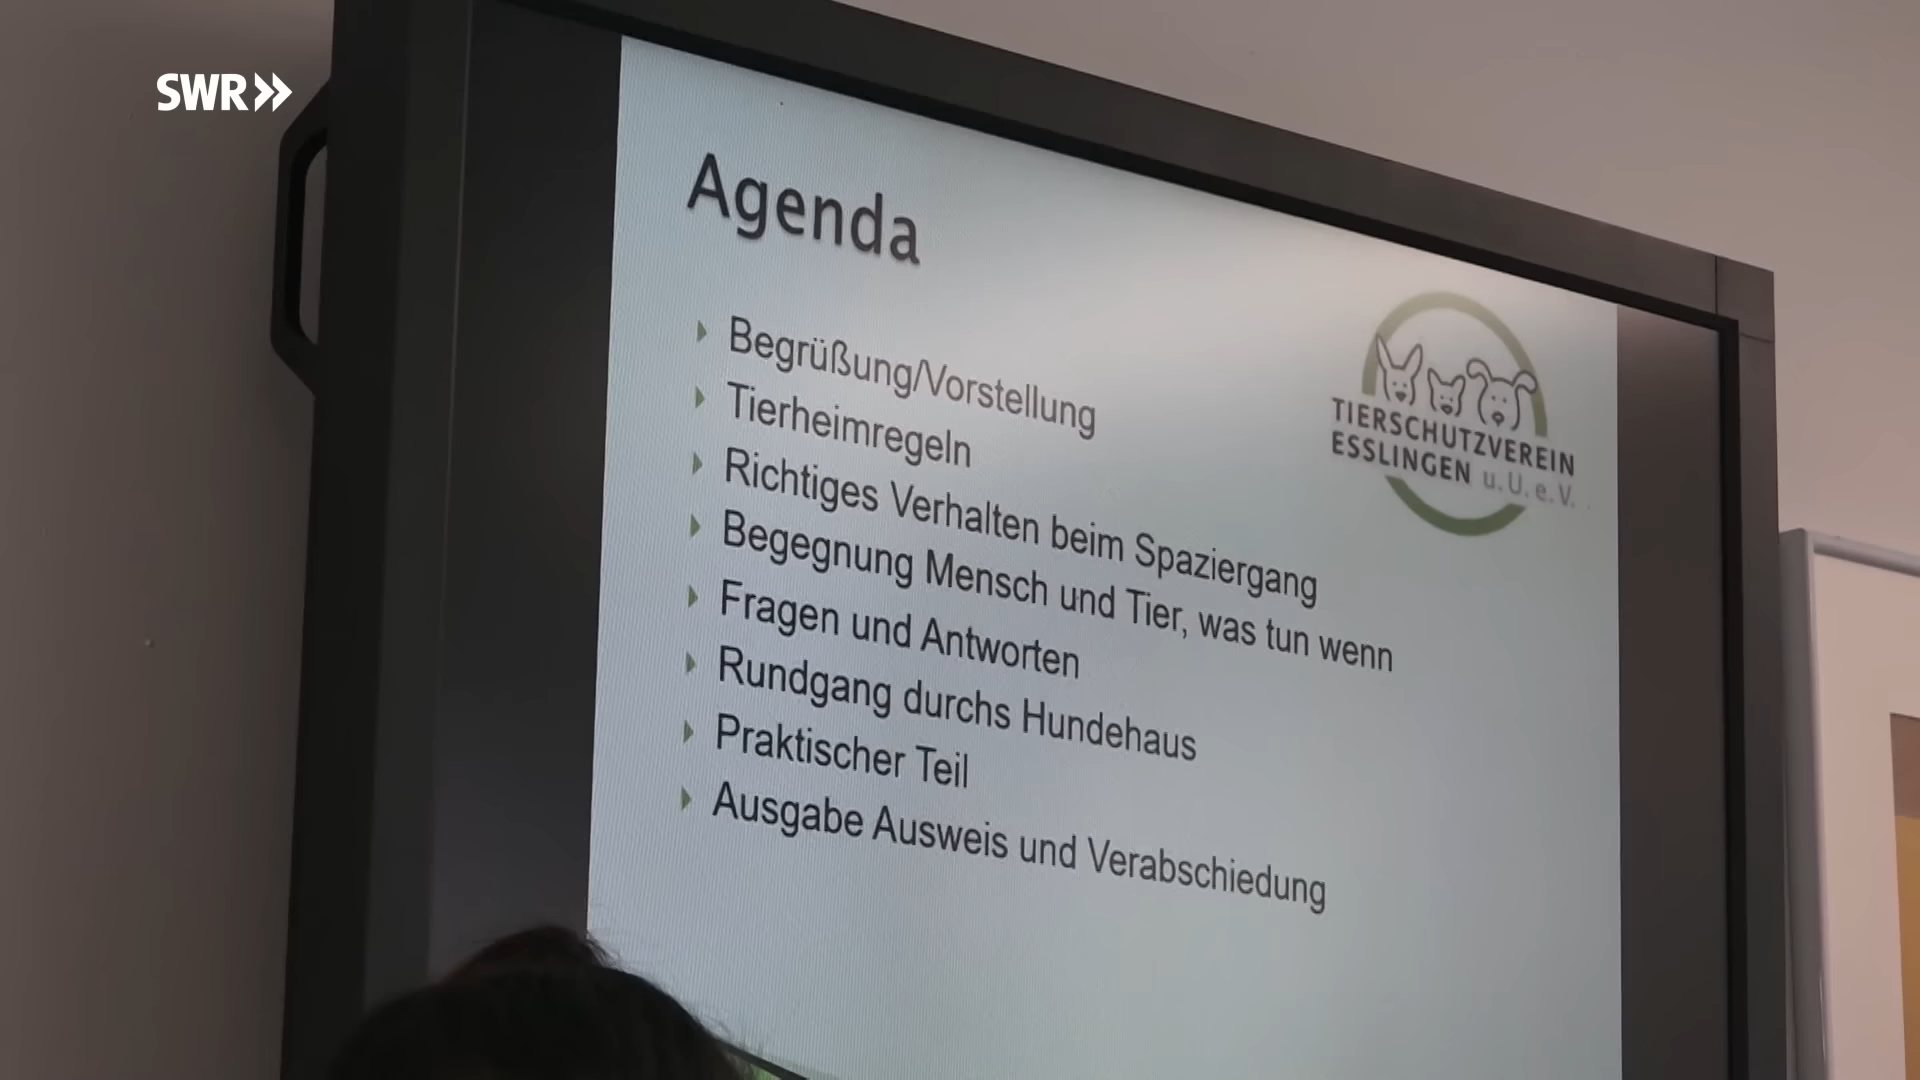 SWR
Agenda
Begrüßung/Vorstellung
Tierheimregeln
Richtiges Verhalten beim Spaziergang
Begegnung Mensch und Tier, was tun wenn
Fragen und Antworten
Rundgang durchs Hundehaus
Praktischer Teil
Ausgabe Ausweis und Verabschiedung
TIERSCHUTZVEREIN
ESSLINGEN u.U.e.V.